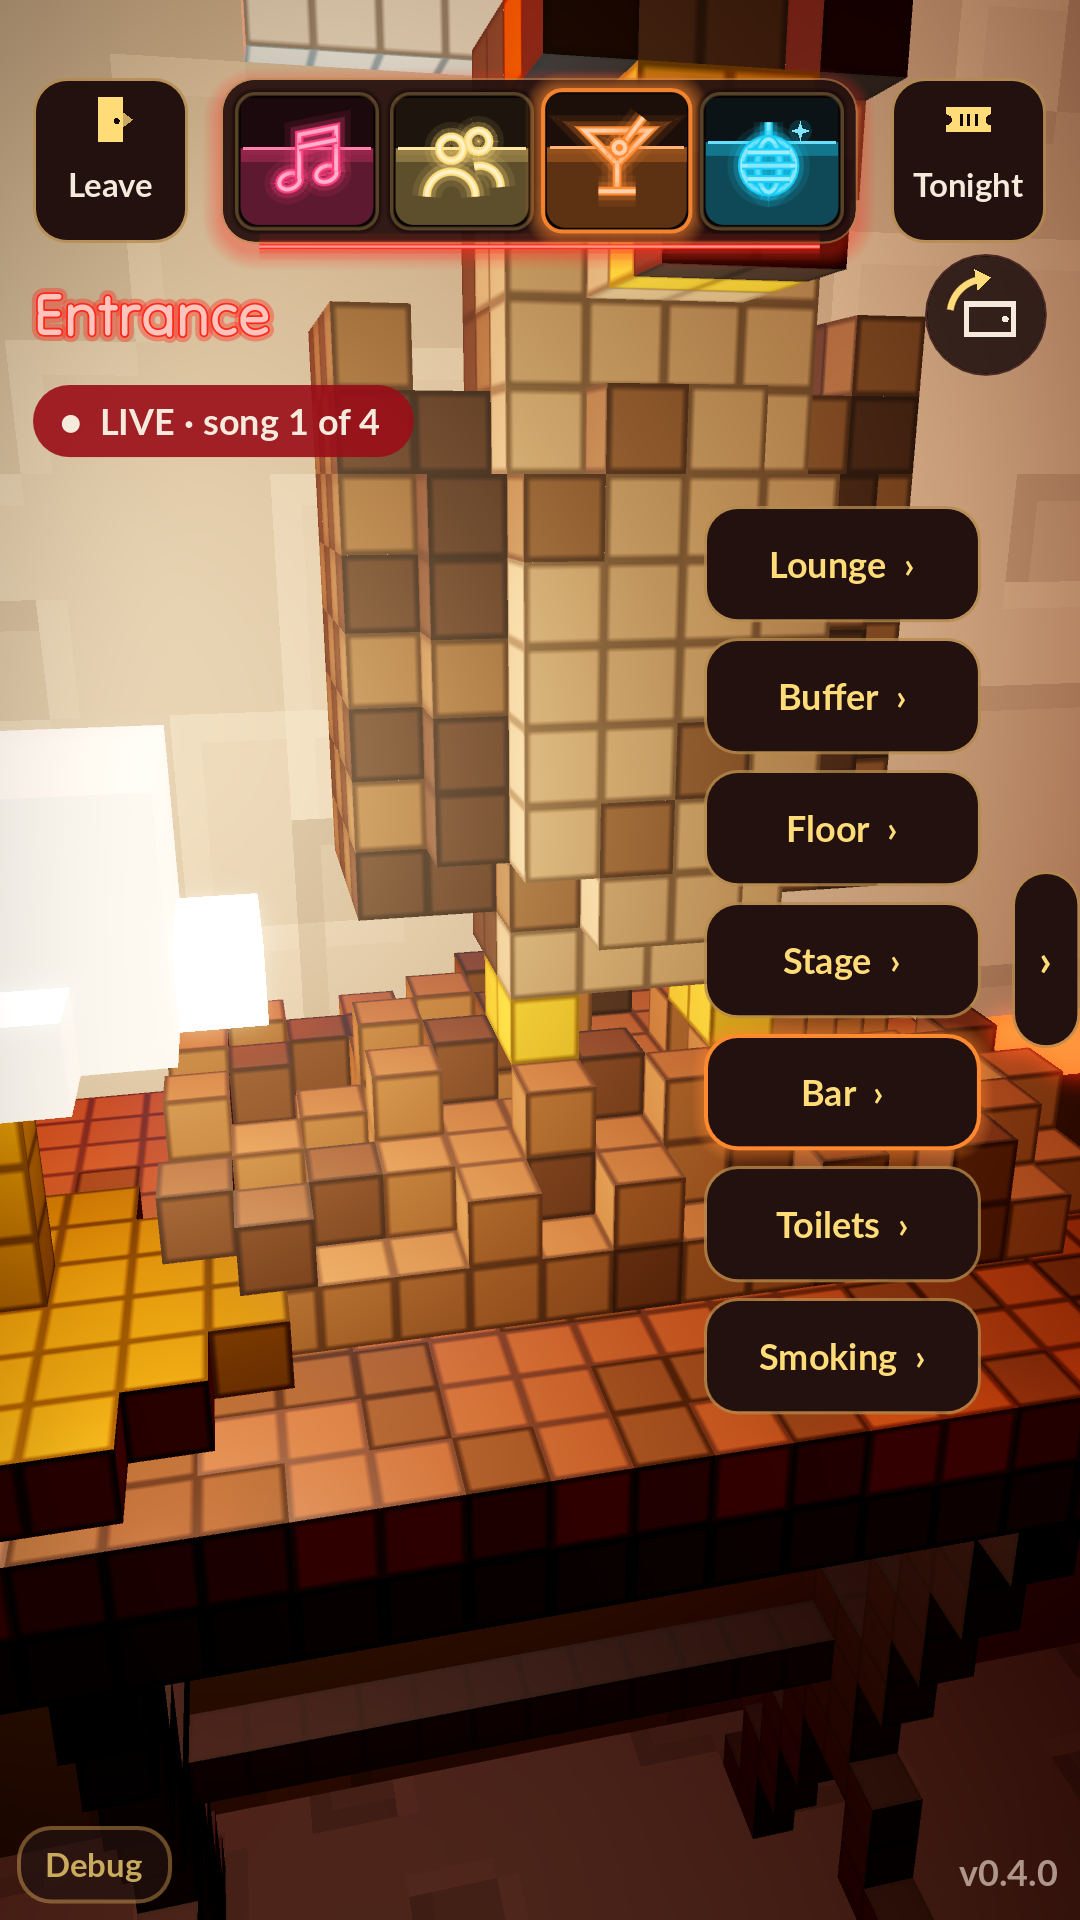 Leave
Tonight
Entrance
LIVE · song 1 of 4
Lounge ›
Buffer ›
Floor ›
Stage ›
›
Bar ›
Toilets ›
Smoking ›
Debug
v0.4.0